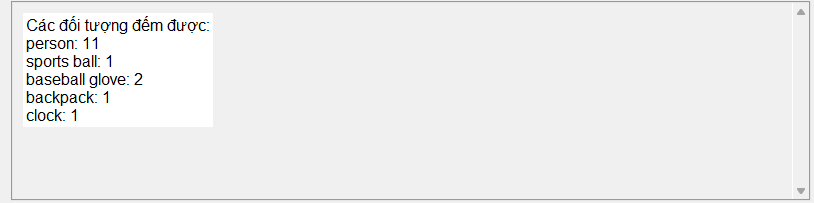 Các đối tượng đếm được:
person: 11
sports ball: 1
baseball glove: 2
backpack: 1
clock: 1